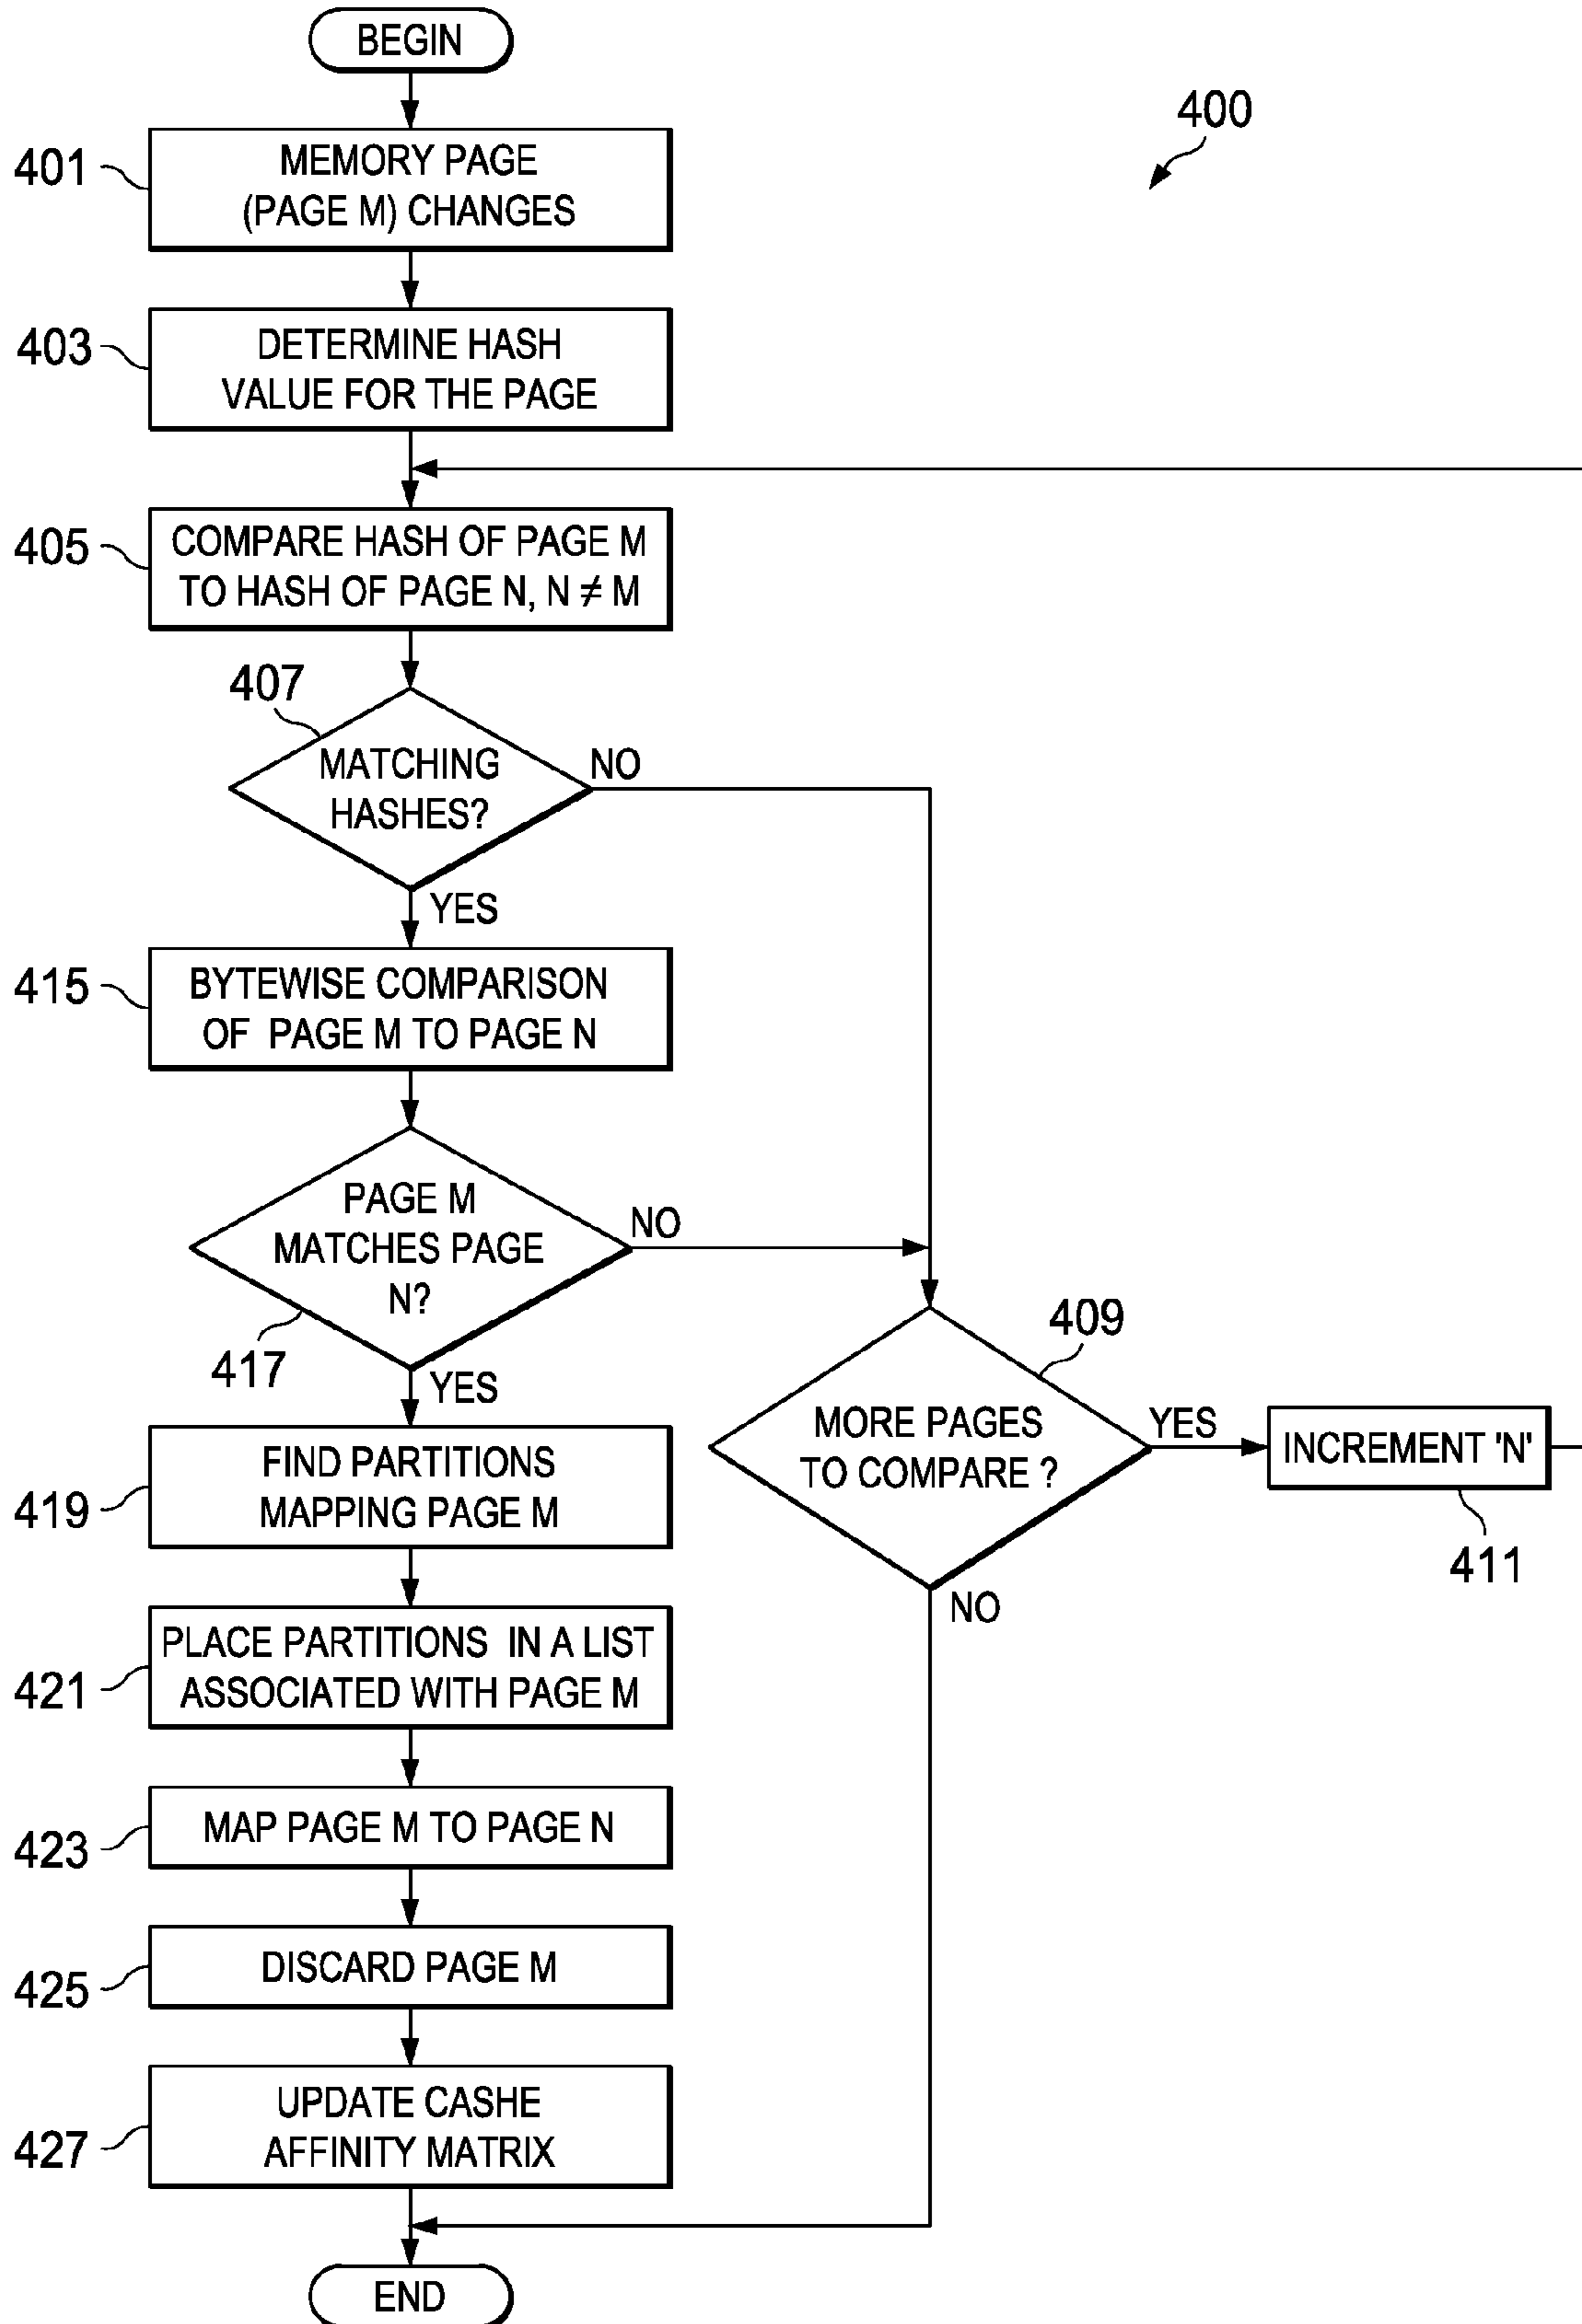 BEGIN
400
401
MEMORY PAGE
(PAGE M) CHANGES
403
DETERMINE HASH
VALUE FOR THE PAGE
405
COMPARE HASH OF PAGE M
TO HASH OF PAGE N, N ≠ M
407
MATCHING
HASHES?
NO
YES
415
BYTEWISE COMPARISON
OF PAGE M TO PAGE N
PAGE M
MATCHES PAGE
N?
NO
417
YES
409
MORE PAGES
TO COMPARE ?
YES
INCREMENT 'N'
411
NO
419
FIND PARTITIONS
MAPPING PAGE M
421
PLACE PARTITIONS IN A LIST
ASSOCIATED WITH PAGE M
423
MAP PAGE M TO PAGE N
425
DISCARD PAGE M
427
UPDATE CASHE
AFFINITY MATRIX
END